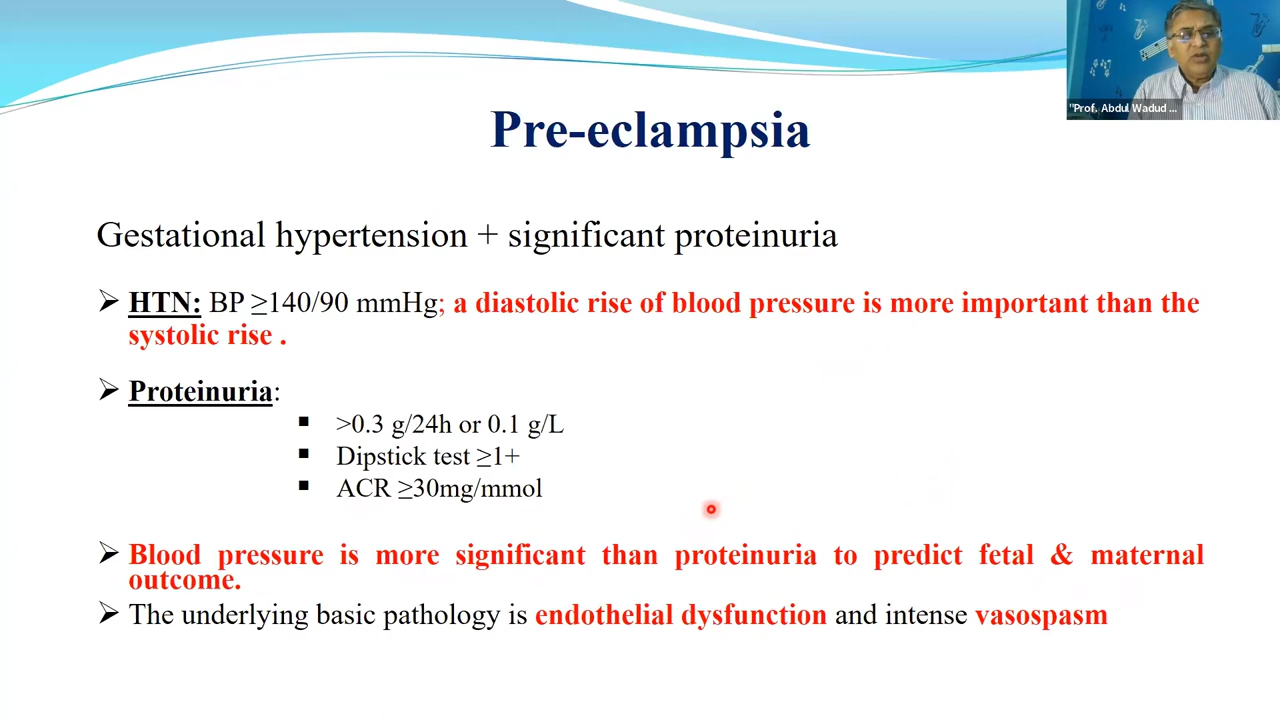 "Prof. Abdul Wadud ...
Pre-eclampsia
Gestational hypertension + significant proteinuria
➢ HTN: BP ≥140/90 mmHg; a diastolic rise of blood pressure is more important than the
systolic rise .
➢ Proteinuria:
▪ >0.3 g/24h or 0.1 g/L
▪ Dipstick test ≥1+
▪ ACR ≥30mg/mmol
➢ Blood pressure is more significant than proteinuria to predict fetal & maternal
outcome.
➢ The underlying basic pathology is endothelial dysfunction and intense vasospasm